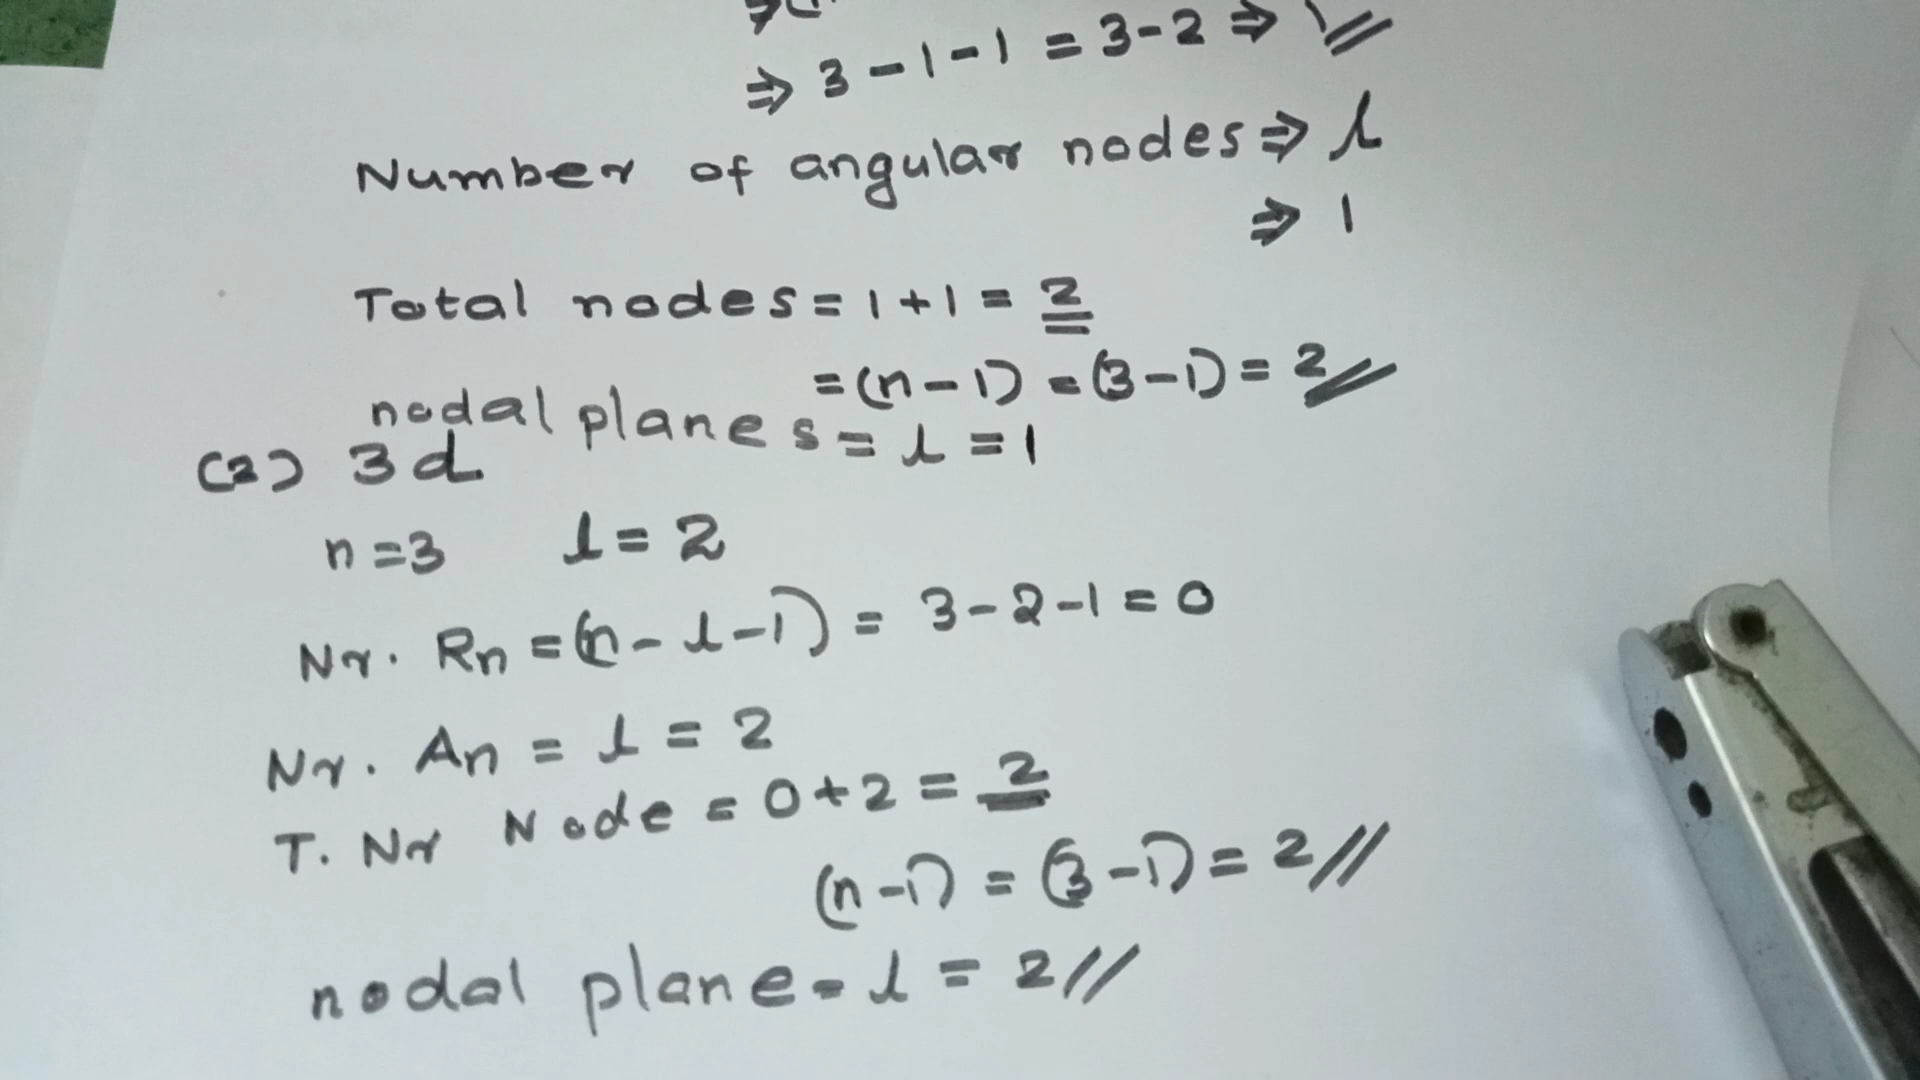 ⇒ 3 - 1 - 1 = 3 - 2 ⇒ 1//
Number of angular nodes ⇒ l
⇒ 1
Total nodes = 1 + 1 = 2
= (n - 1) = (3 - 1) = 2//
nodal planes = l = 1
(2) 3d
n = 3 l = 2
Nr. Rn = (n - l - 1) = 3 - 2 - 1 = 0
Nr. An = l = 2
T. Nr Node = 0 + 2 = 2
(n - 1) = (3 - 1) = 2//
nodal plane = l = 2//